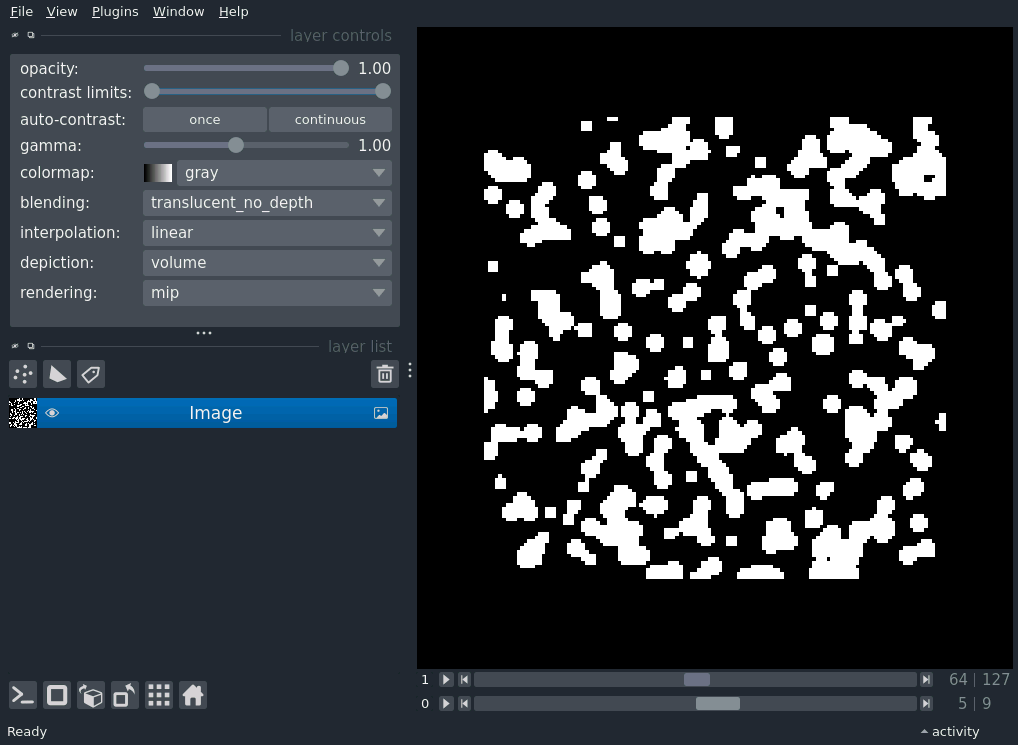 File View Plugins Window Help
layer controls
opacity: 1.00
contrast limits:
auto-contrast: once continuous
gamma: 1.00
colormap: gray
blending: translucent_no_depth
interpolation: linear
depiction: volume
rendering: mip
layer list
Image
1 64 | 127
0 5 | 9
Ready activity